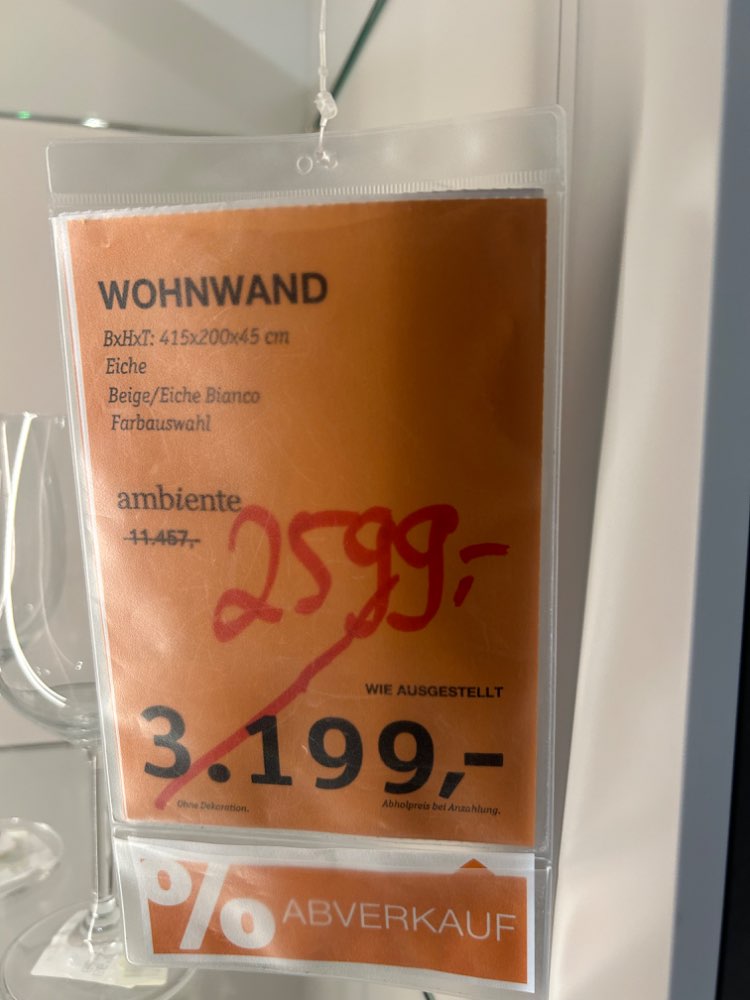 WOHNWAND
BxHxT: 415x200x45 cm
Eiche
Beige/Eiche Bianco
Farbauswahl
ambiente
11.457,-
2599,-
WIE AUSGESTELLT
3.199,-
Ohne Dekoration. Abholpreis bei Anzahlung.
% ABVERKAUF